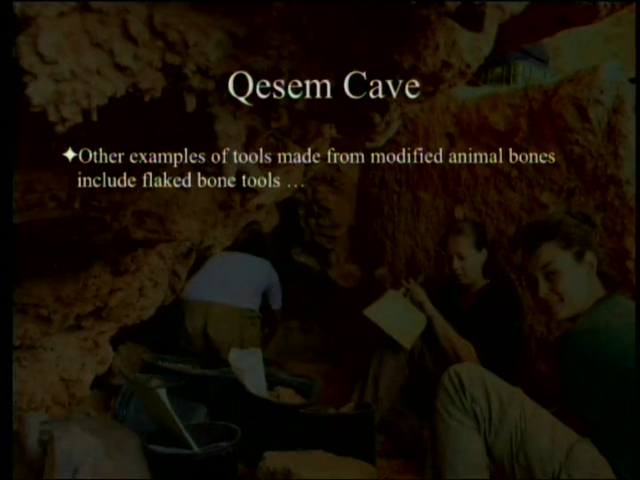 Qesem Cave
✦Other examples of tools made from modified animal bones
include flaked bone tools …